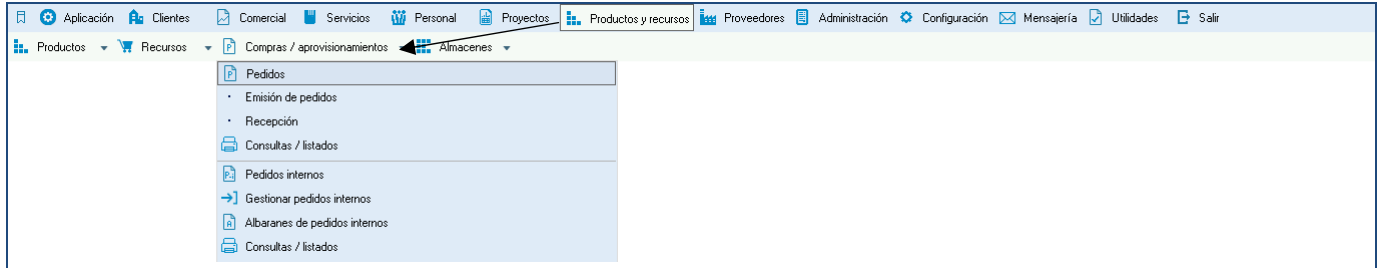 Aplicación Clientes Comercial Servicios Personal Proyectos Productos y recursos Proveedores Administración Configuración Mensajería Utilidades Salir
Productos Recursos Compras / aprovisionamientos Almacenes
Pedidos
Emisión de pedidos
Recepción
Consultas / listados
Pedidos internos
Gestionar pedidos internos
Albaranes de pedidos internos
Consultas / listados